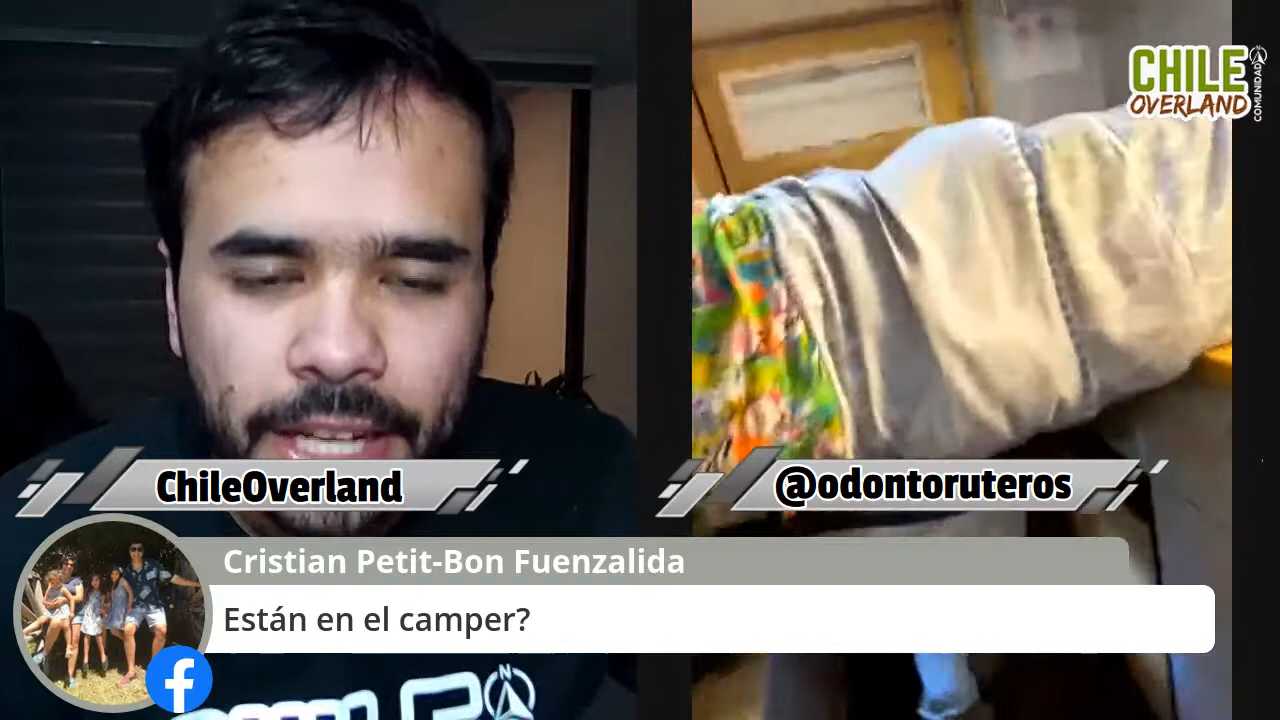 CHILE
OVERLAND
COMUNIDAD
ChileOverland
@odontoruteros
Cristian Petit-Bon Fuenzalida
Están en el camper?
N